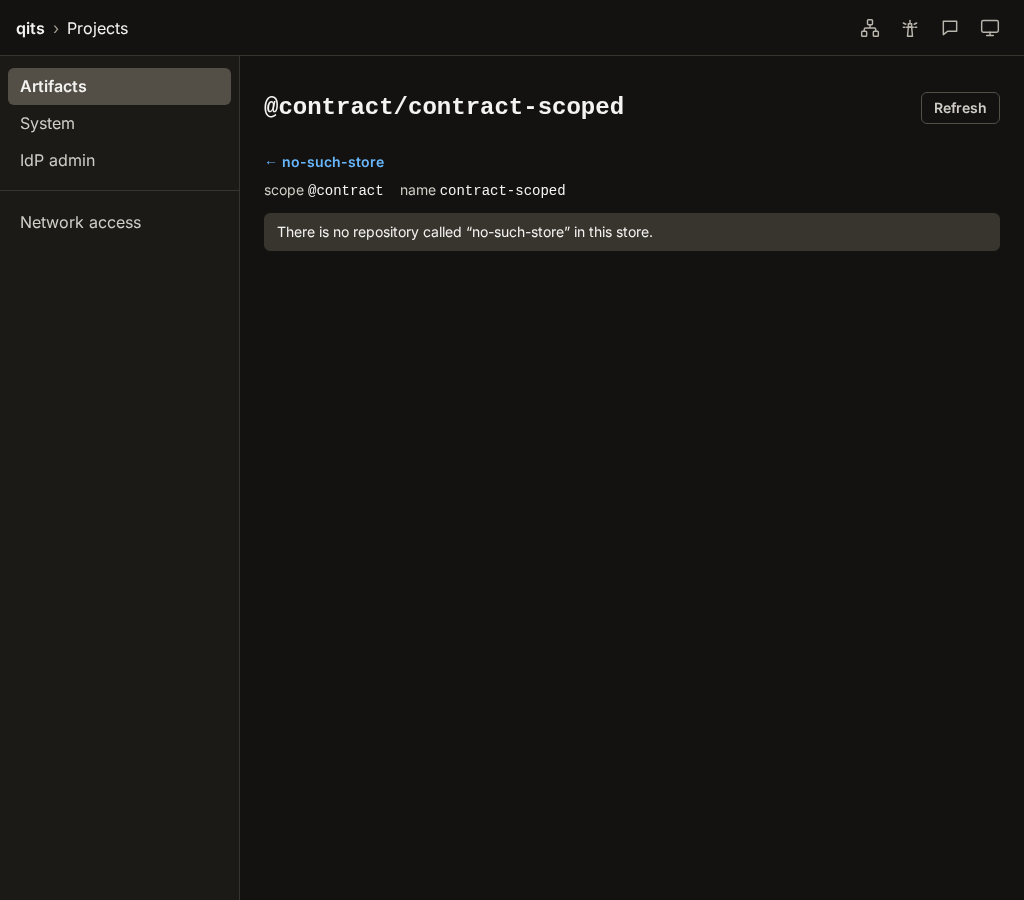 qits › Projects
Artifacts
System
IdP admin
Network access
@contract/contract-scoped
Refresh
← no-such-store
scope @contract name contract-scoped
There is no repository called “no-such-store” in this store.